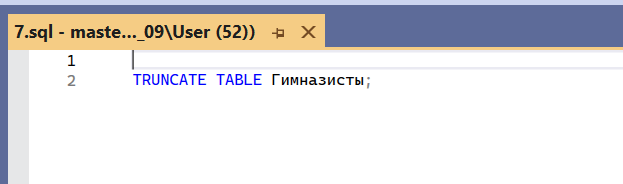 7.sql - maste..._09\User (52))
1
2 TRUNCATE TABLE Гимназисты;